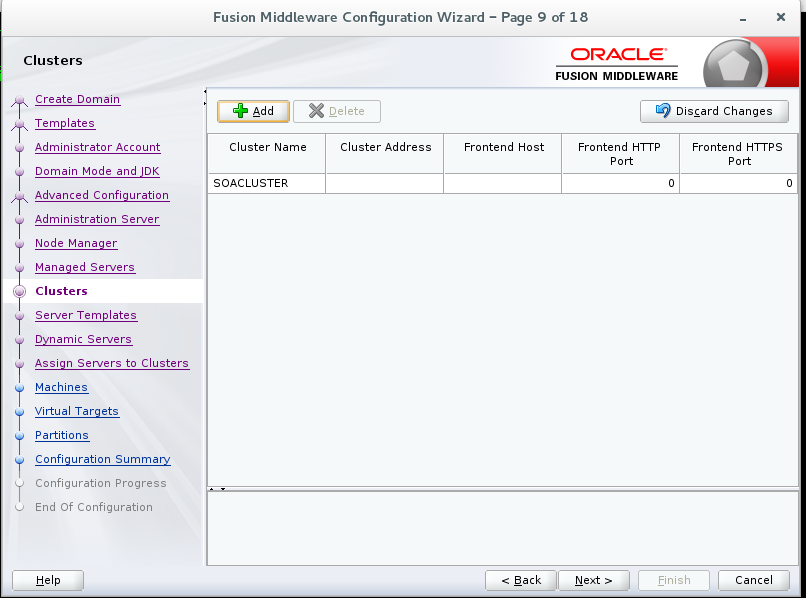 Fusion Middleware Configuration Wizard - Page 9 of 18
Clusters
ORACLE
FUSION MIDDLEWARE
Create Domain
Templates
Administrator Account
Domain Mode and JDK
Advanced Configuration
Administration Server
Node Manager
Managed Servers
Clusters
Server Templates
Dynamic Servers
Assign Servers to Clusters
Machines
Virtual Targets
Partitions
Configuration Summary
Configuration Progress
End Of Configuration
Add Delete Discard Changes
Cluster Name Cluster Address Frontend Host Frontend HTTP Port Frontend HTTPS Port
SOACLUSTER 0 0
Help < Back Next > Finish Cancel